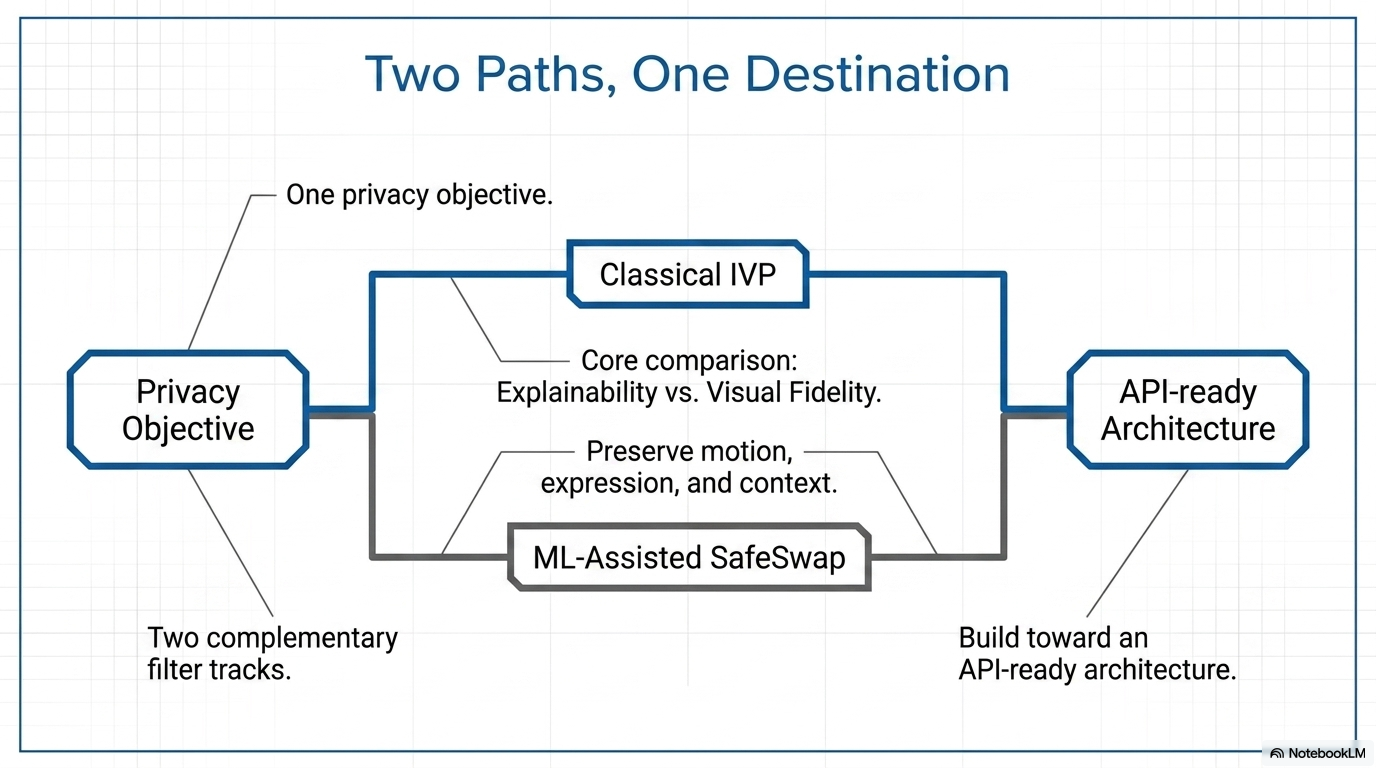 Two Paths, One Destination
One privacy objective.
Classical IVP
Core comparison:
Explainability vs. Visual Fidelity.
Privacy
Objective
API-ready
Architecture
Preserve motion,
expression, and context.
ML-Assisted SafeSwap
Two complementary
filter tracks.
Build toward an
API-ready architecture.
NotebookLM